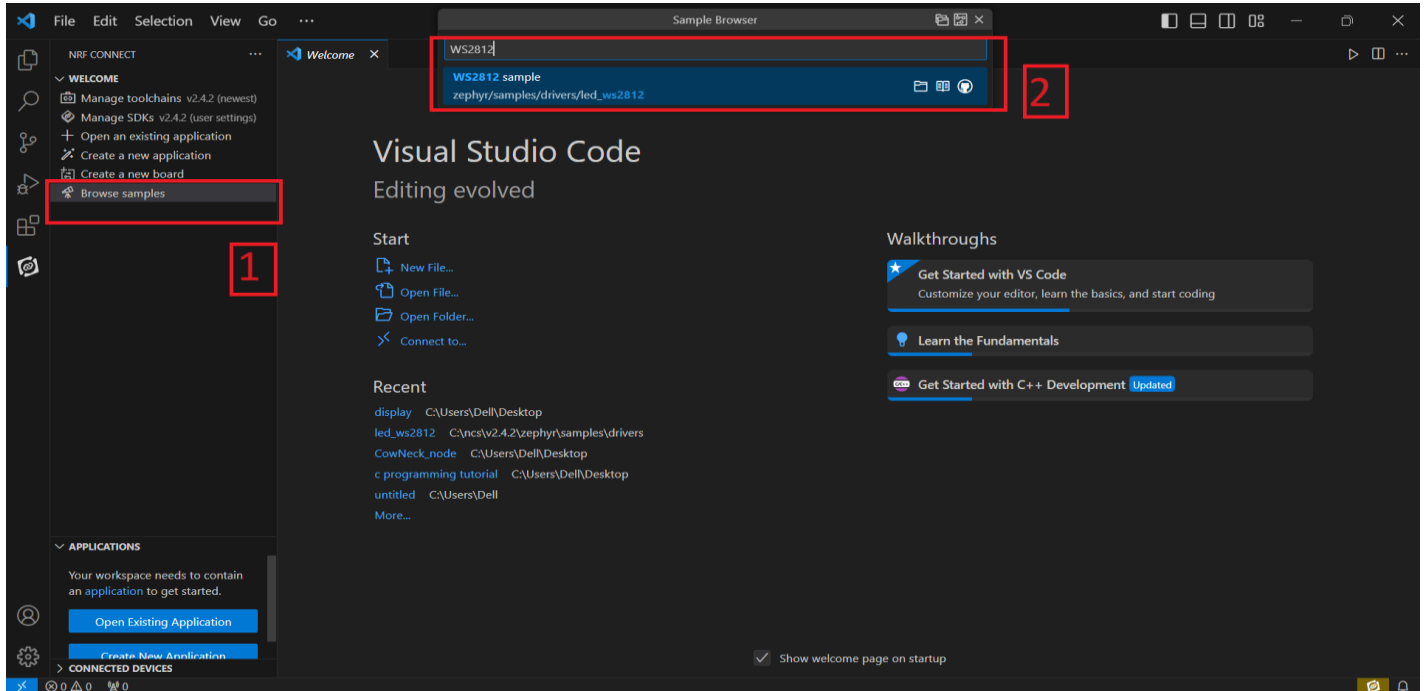 File Edit Selection View Go ···
Sample Browser
NRF CONNECT ···
WELCOME
Manage toolchains v2.4.2 (newest)
Manage SDKs v2.4.2 (user settings)
Open an existing application
Create a new application
Create a new board
Browse samples
1
Welcome
WS2812
WS2812 sample
zephyr/samples/drivers/led_ws2812
2
Visual Studio Code
Editing evolved
Start
New File...
Open File...
Open Folder...
Connect to...
Recent
display C:\Users\Dell\Desktop
led_ws2812 C:\ncs\v2.4.2\zephyr\samples\drivers
CowNeck_node C:\Users\Dell\Desktop
c programming tutorial C:\Users\Dell\Desktop
untitled C:\Users\Dell
More...
Walkthroughs
Get Started with VS Code
Customize your editor, learn the basics, and start coding
Learn the Fundamentals
Get Started with C++ Development Updated
APPLICATIONS
Your workspace needs to contain
an application to get started.
Open Existing Application
Create New Application
CONNECTED DEVICES
Show welcome page on startup
0 0 0